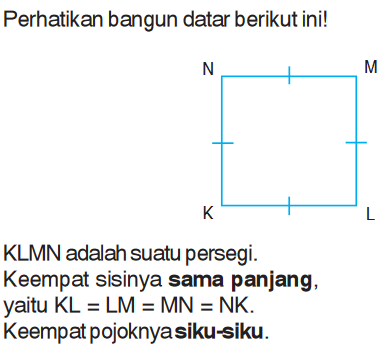 Perhatikan bangun datar berikut ini!
N
M
K
L
KLMN adalah suatu persegi.
Keempat sisinya sama panjang,
yaitu KL = LM = MN = NK.
Keempat pojoknya siku-siku.